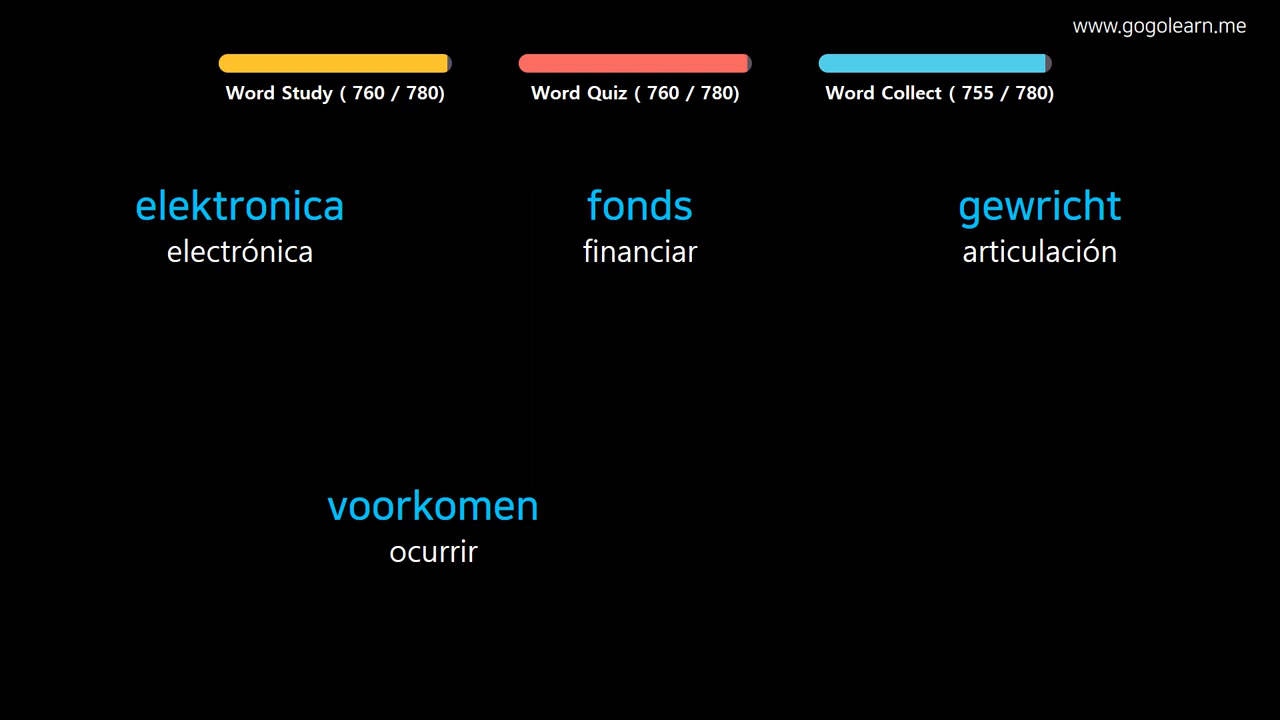 www.gogolearn.me
Word Study ( 760 / 780)
Word Quiz ( 760 / 780)
Word Collect ( 755 / 780)
elektronica
electrónica
fonds
financiar
gewricht
articulación
voorkomen
ocurrir